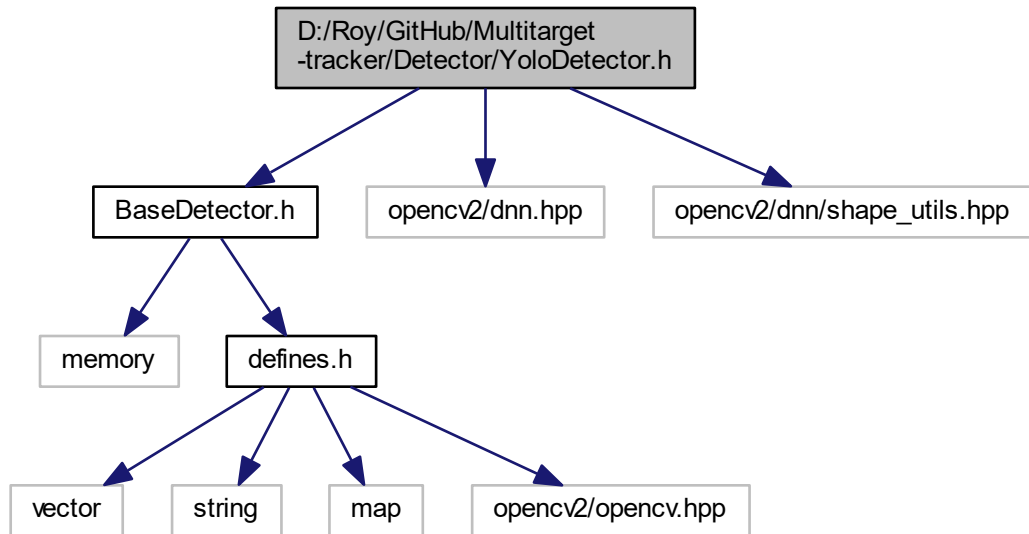 D:/Roy/GitHub/Multitarget
-tracker/Detector/YoloDetector.h
BaseDetector.h
opencv2/dnn.hpp
opencv2/dnn/shape_utils.hpp
memory
defines.h
vector
string
map
opencv2/opencv.hpp